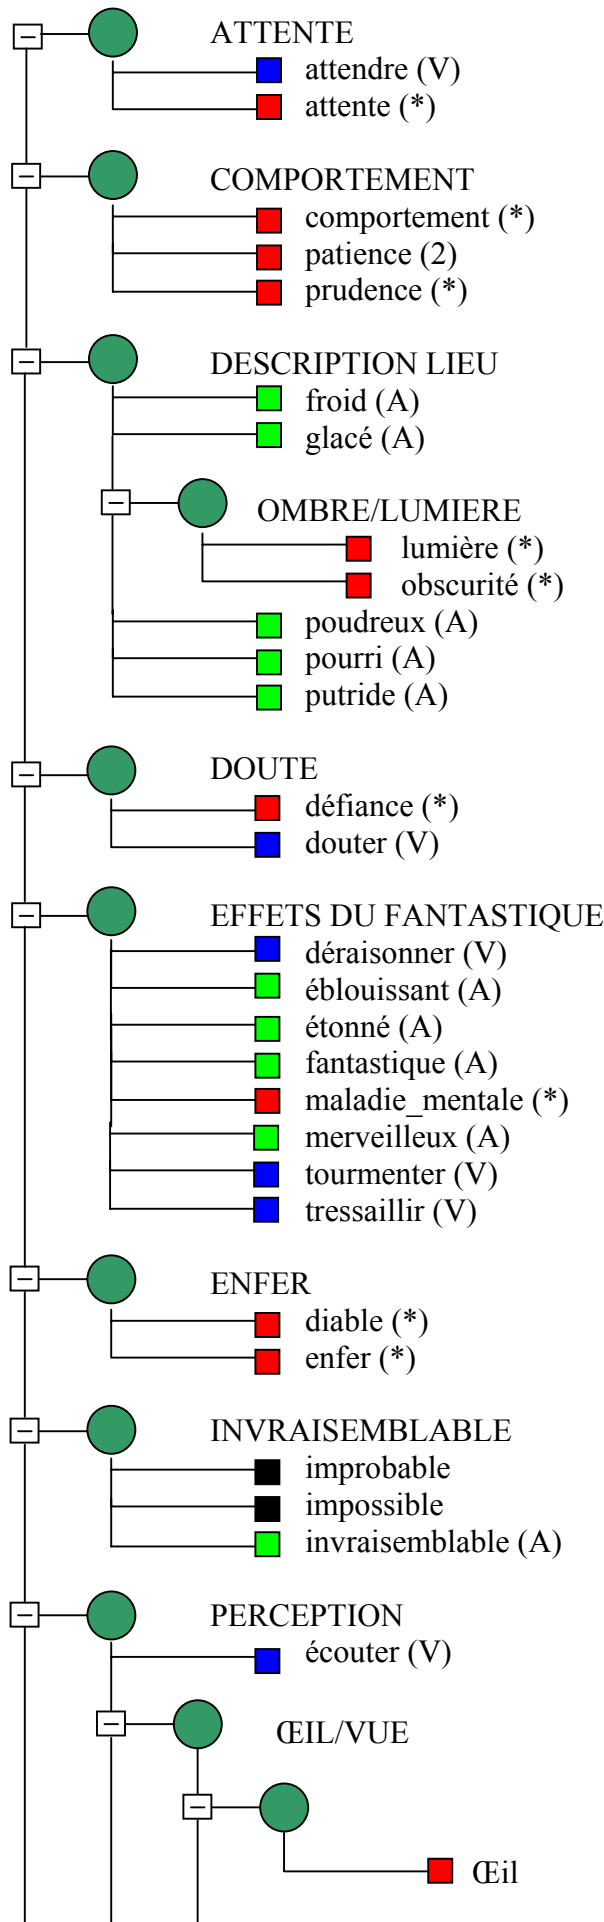 ATTENTE
attendre (V)
attente (*)
COMPORTEMENT
comportement (*)
patience (2)
prudence (*)
DESCRIPTION LIEU
froid (A)
glacé (A)
OMBRE/LUMIERE
lumière (*)
obscurité (*)
poudreux (A)
pourri (A)
putride (A)
DOUTE
défiance (*)
douter (V)
EFFETS DU FANTASTIQUE
déraisonner (V)
éblouissant (A)
étonné (A)
fantastique (A)
maladie_mentale (*)
merveilleux (A)
tourmenter (V)
tressaillir (V)
ENFER
diable (*)
enfer (*)
INVRAISEMBLABLE
improbable
impossible
invraisemblable (A)
PERCEPTION
écouter (V)
ŒIL/VUE
Œil